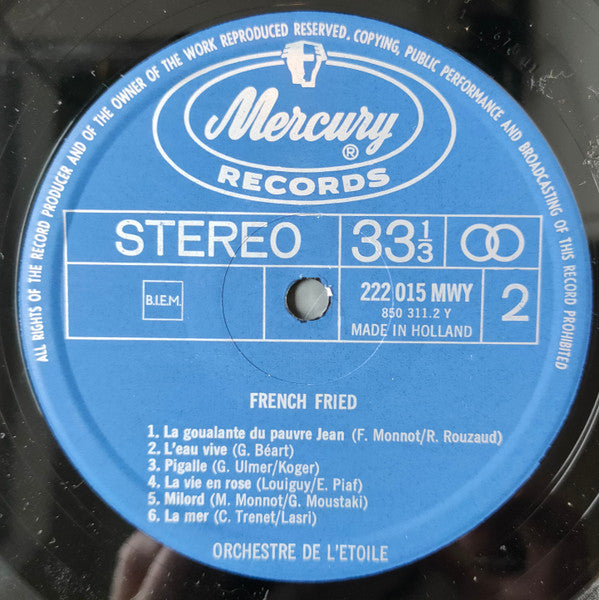 ALL RIGHTS OF THE RECORD PRODUCER AND OF THE OWNER OF THE WORK REPRODUCED RESERVED. COPYING, PUBLIC PERFORMANCE AND BROADCASTING OF THIS RECORD PROHIBITED
Mercury ®
RECORDS
STEREO 33⅓
B.I.E.M. 222 015 MWY 2
850 311.2 Y
MADE IN HOLLAND
FRENCH FRIED
1. La goualante du pauvre Jean (F. Monnot/R. Rouzaud)
2. L'eau vive (G. Béart)
3. Pigalle (G. Ulmer/Koger)
4. La vie en rose (Louiguy/E. Piaf)
5. Milord (M. Monnot/G. Moustaki)
6. La mer (C. Trenet/Lasri)
ORCHESTRE DE L'ETOILE